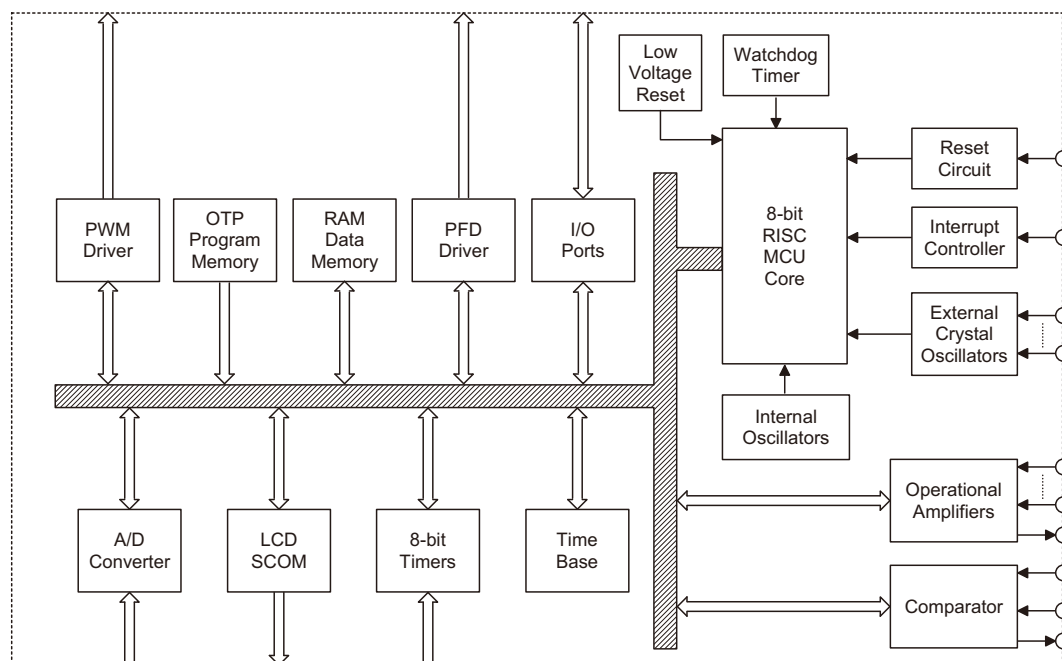 Low
Voltage
Reset
Watchdog
Timer
8-bit
RISC
MCU
Core
Reset
Circuit
Interrupt
Controller
External
Crystal
Oscillators
Internal
Oscillators
PWM
Driver
OTP
Program
Memory
RAM
Data
Memory
PFD
Driver
I/O
Ports
A/D
Converter
LCD
SCOM
8-bit
Timers
Time
Base
Operational
Amplifiers
Comparator